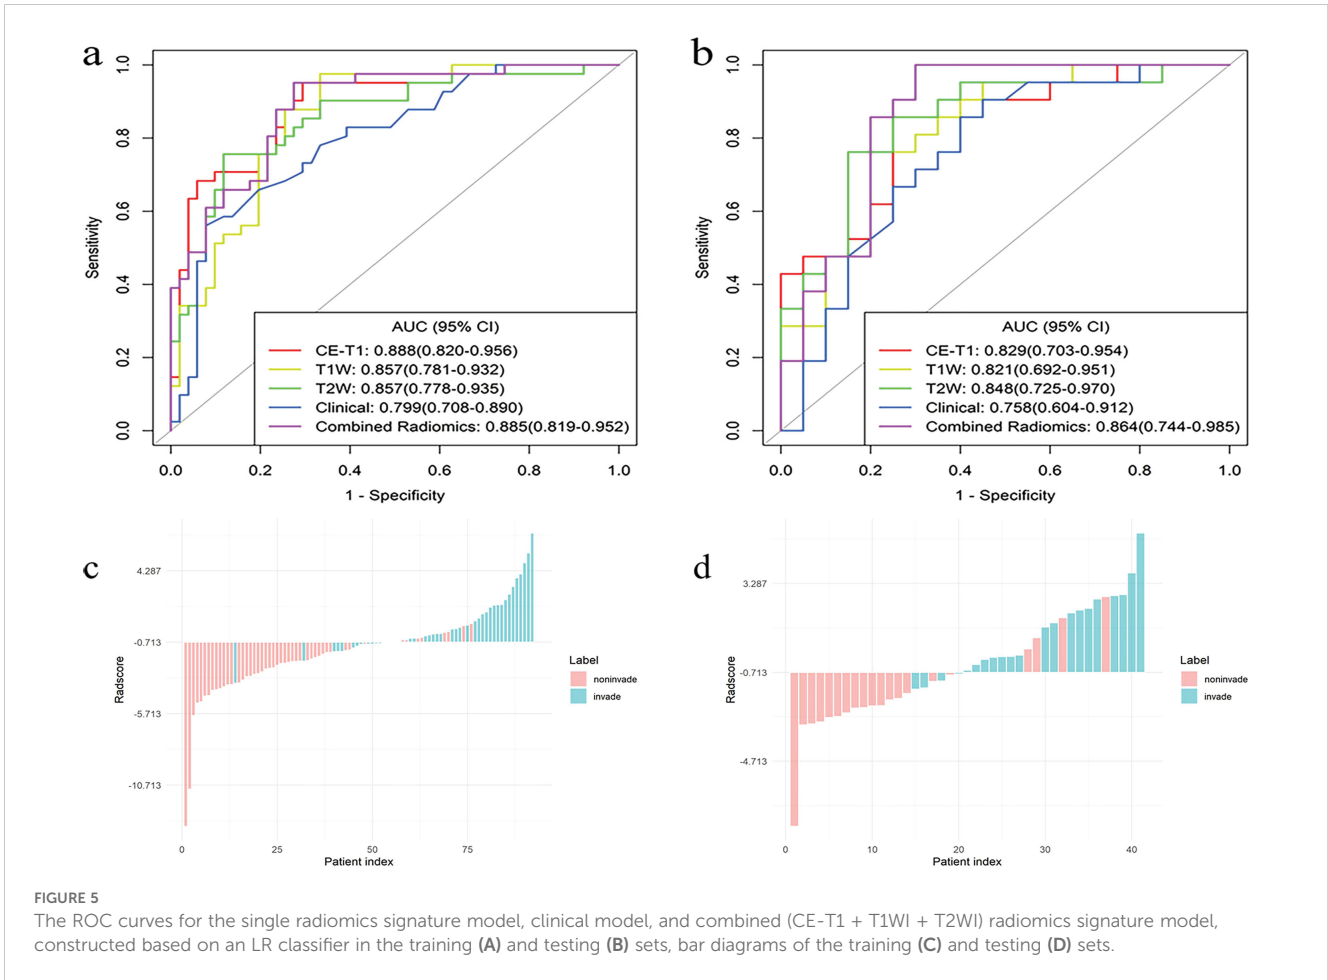 a
1.0
0.8
0.6
0.4
0.2
0.0
Sensitivity
AUC (95% CI)
CE-T1: 0.888(0.820-0.956)
T1W: 0.857(0.781-0.932)
T2W: 0.857(0.778-0.935)
Clinical: 0.799(0.708-0.890)
Combined Radiomics: 0.885(0.819-0.952)
0.0 0.2 0.4 0.6 0.8 1.0
1 - Specificity
b
1.0
0.8
0.6
0.4
0.2
0.0
Sensitivity
AUC (95% CI)
CE-T1: 0.829(0.703-0.954)
T1W: 0.821(0.692-0.951)
T2W: 0.848(0.725-0.970)
Clinical: 0.758(0.604-0.912)
Combined Radiomics: 0.864(0.744-0.985)
0.0 0.2 0.4 0.6 0.8 1.0
1 - Specificity
c
4.287
-0.713
-5.713
-10.713
Radscore
0 25 50 75
Patient index
Label
noninvade
invade
d
3.287
-0.713
-4.713
Radscore
0 10 20 30 40
Patient index
Label
noninvade
invade
FIGURE 5
The ROC curves for the single radiomics signature model, clinical model, and combined (CE-T1 + T1WI + T2WI) radiomics signature model,
constructed based on an LR classifier in the training (A) and testing (B) sets, bar diagrams of the training (C) and testing (D) sets.